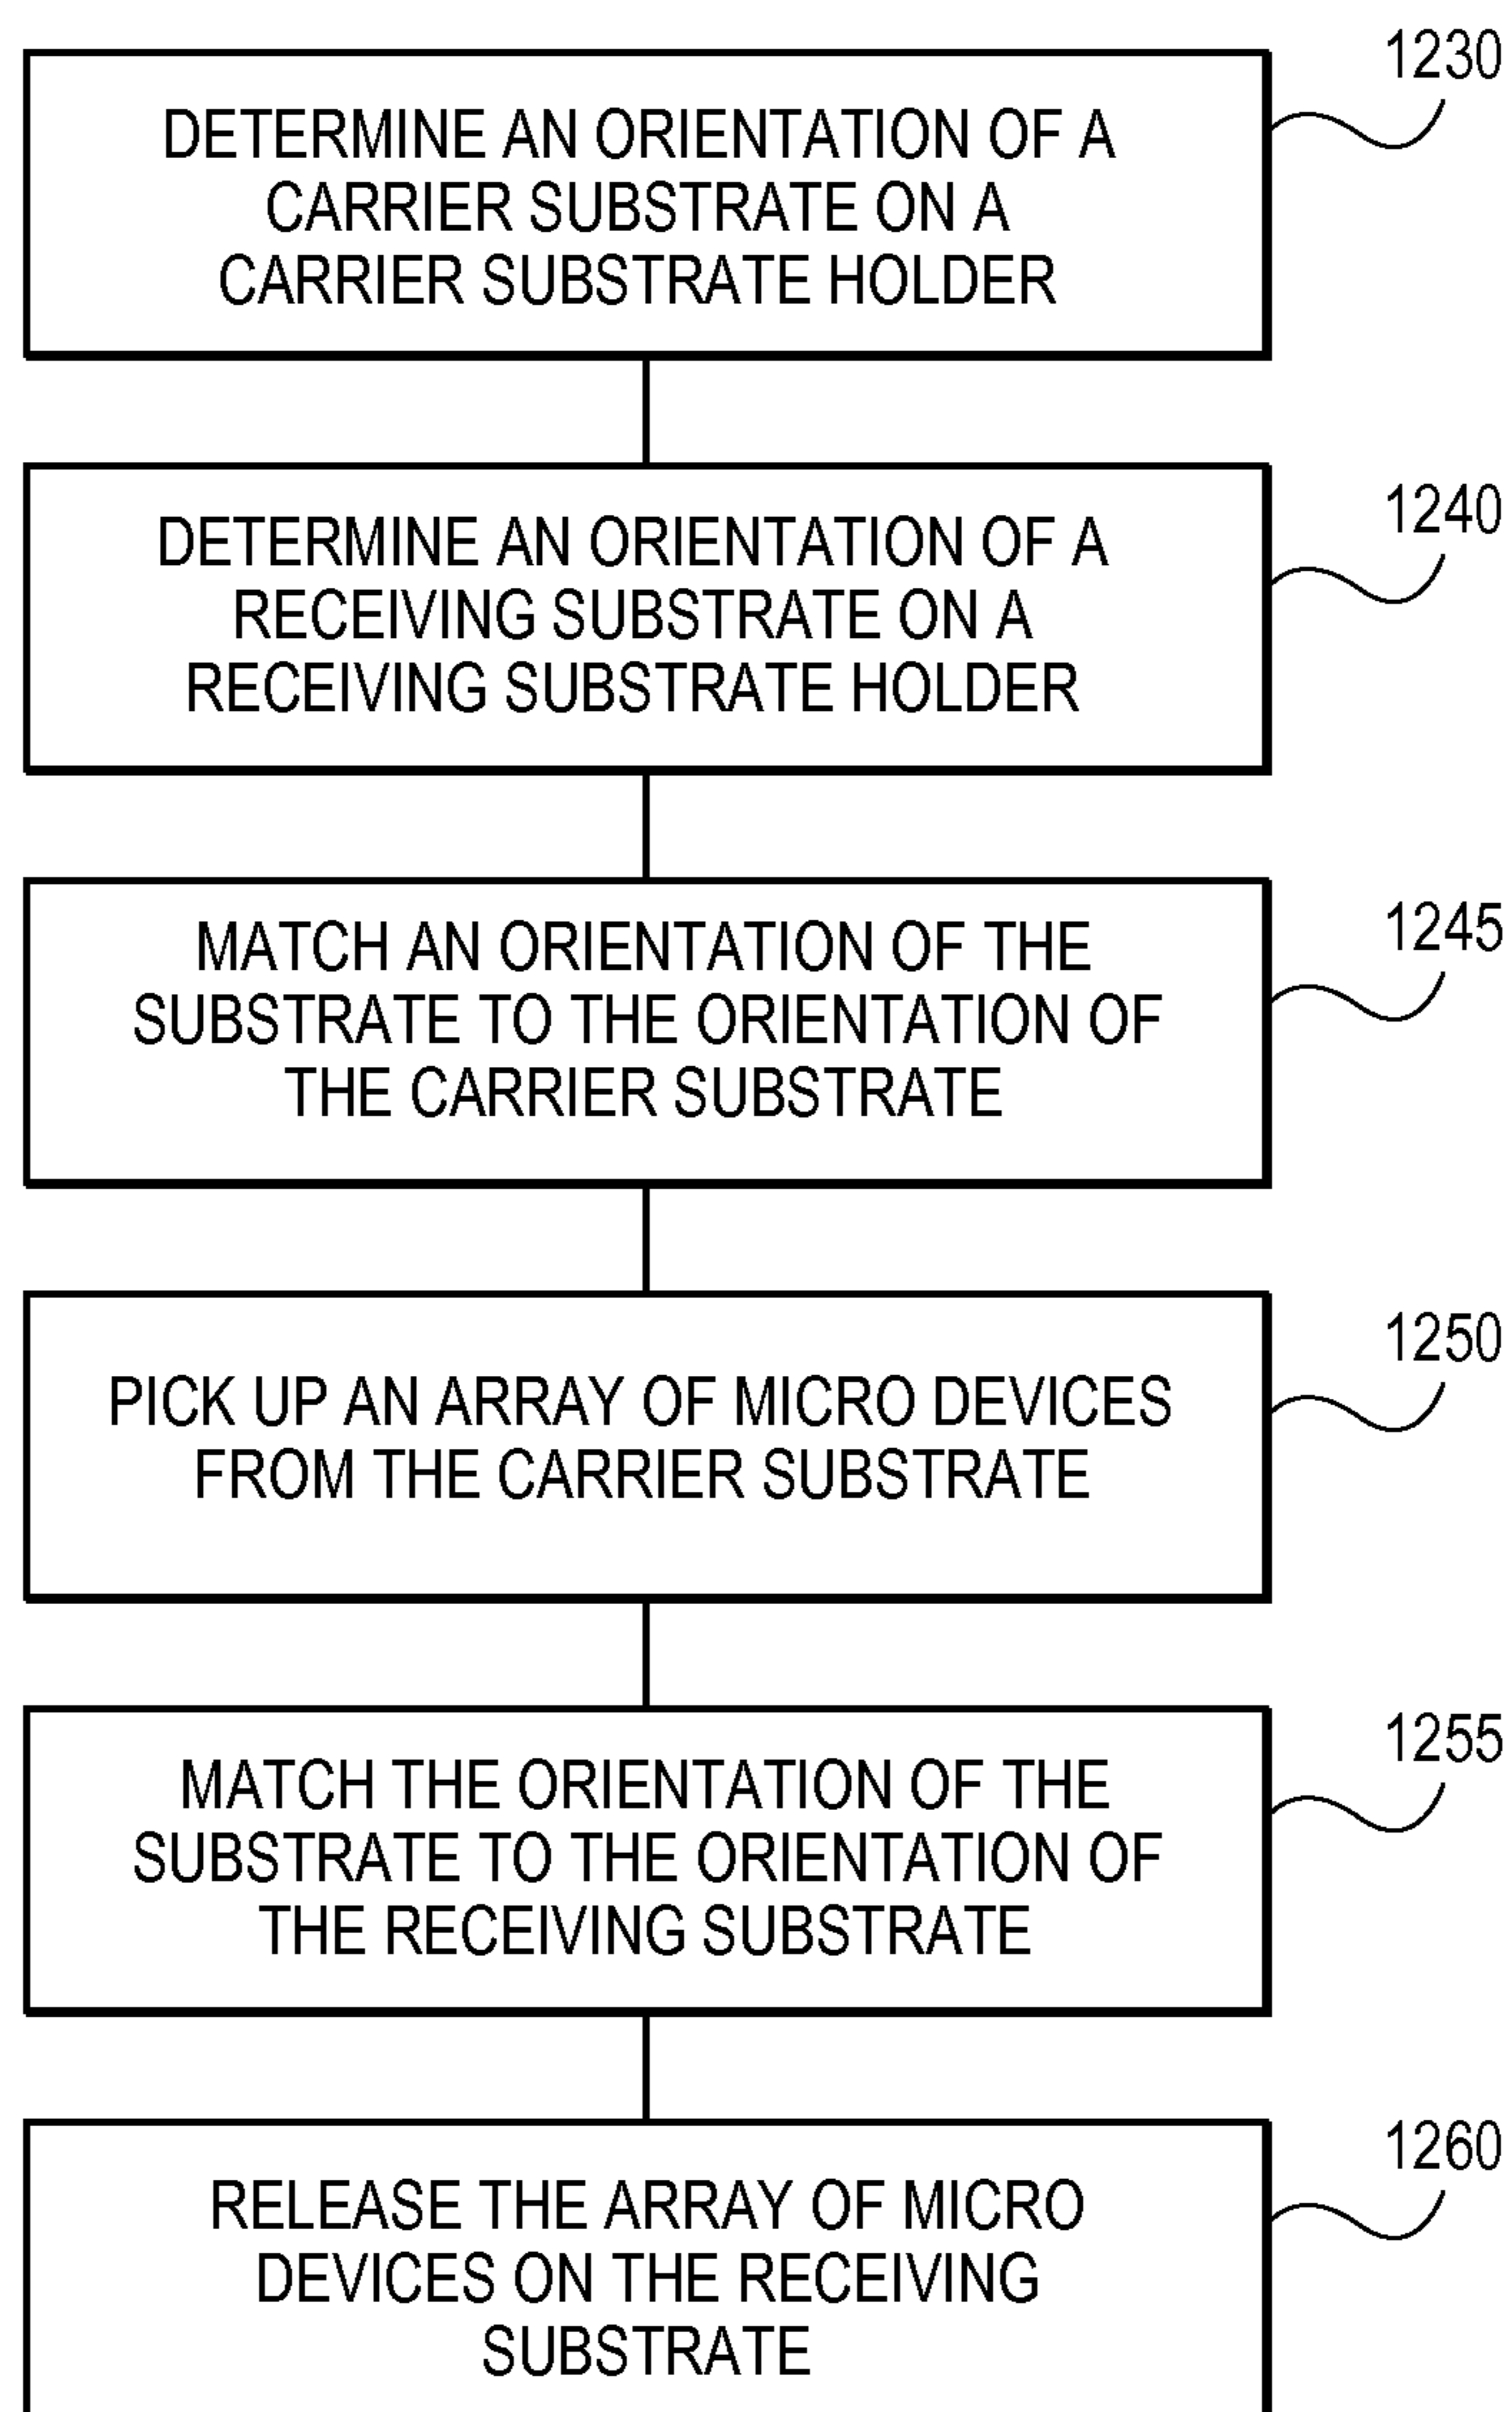 1230
DETERMINE AN ORIENTATION OF A
CARRIER SUBSTRATE ON A
CARRIER SUBSTRATE HOLDER
1240
DETERMINE AN ORIENTATION OF A
RECEIVING SUBSTRATE ON A
RECEIVING SUBSTRATE HOLDER
1245
MATCH AN ORIENTATION OF THE
SUBSTRATE TO THE ORIENTATION OF
THE CARRIER SUBSTRATE
1250
PICK UP AN ARRAY OF MICRO DEVICES
FROM THE CARRIER SUBSTRATE
1255
MATCH THE ORIENTATION OF THE
SUBSTRATE TO THE ORIENTATION OF
THE RECEIVING SUBSTRATE
1260
RELEASE THE ARRAY OF MICRO
DEVICES ON THE RECEIVING
SUBSTRATE